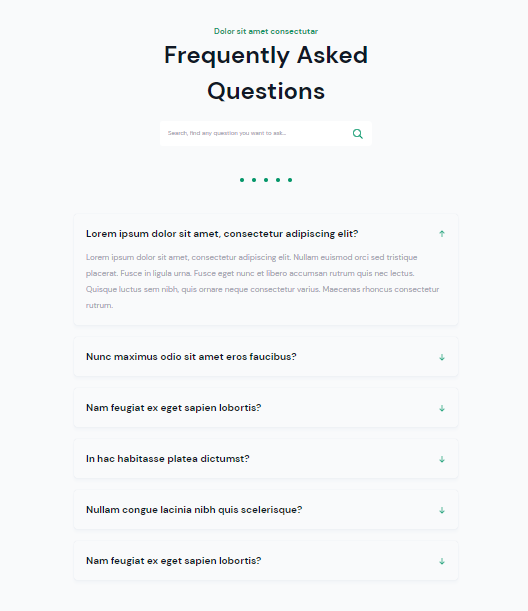 Dolor sit amet consectutar
Frequently Asked
Questions
Search, find any question you want to ask...
Lorem ipsum dolor sit amet, consectetur adipiscing elit?
Lorem ipsum dolor sit amet, consectetur adipiscing elit. Nullam euismod orci sed tristique
placerat. Fusce in ligula urna. Fusce eget nunc et libero accumsan rutrum quis nec lectus.
Quisque luctus sem nibh, quis ornare neque consectetur varius. Maecenas rhoncus consectetur
rutrum.
Nunc maximus odio sit amet eros faucibus?
Nam feugiat ex eget sapien lobortis?
In hac habitasse platea dictumst?
Nullam congue lacinia nibh quis scelerisque?
Nam feugiat ex eget sapien lobortis?